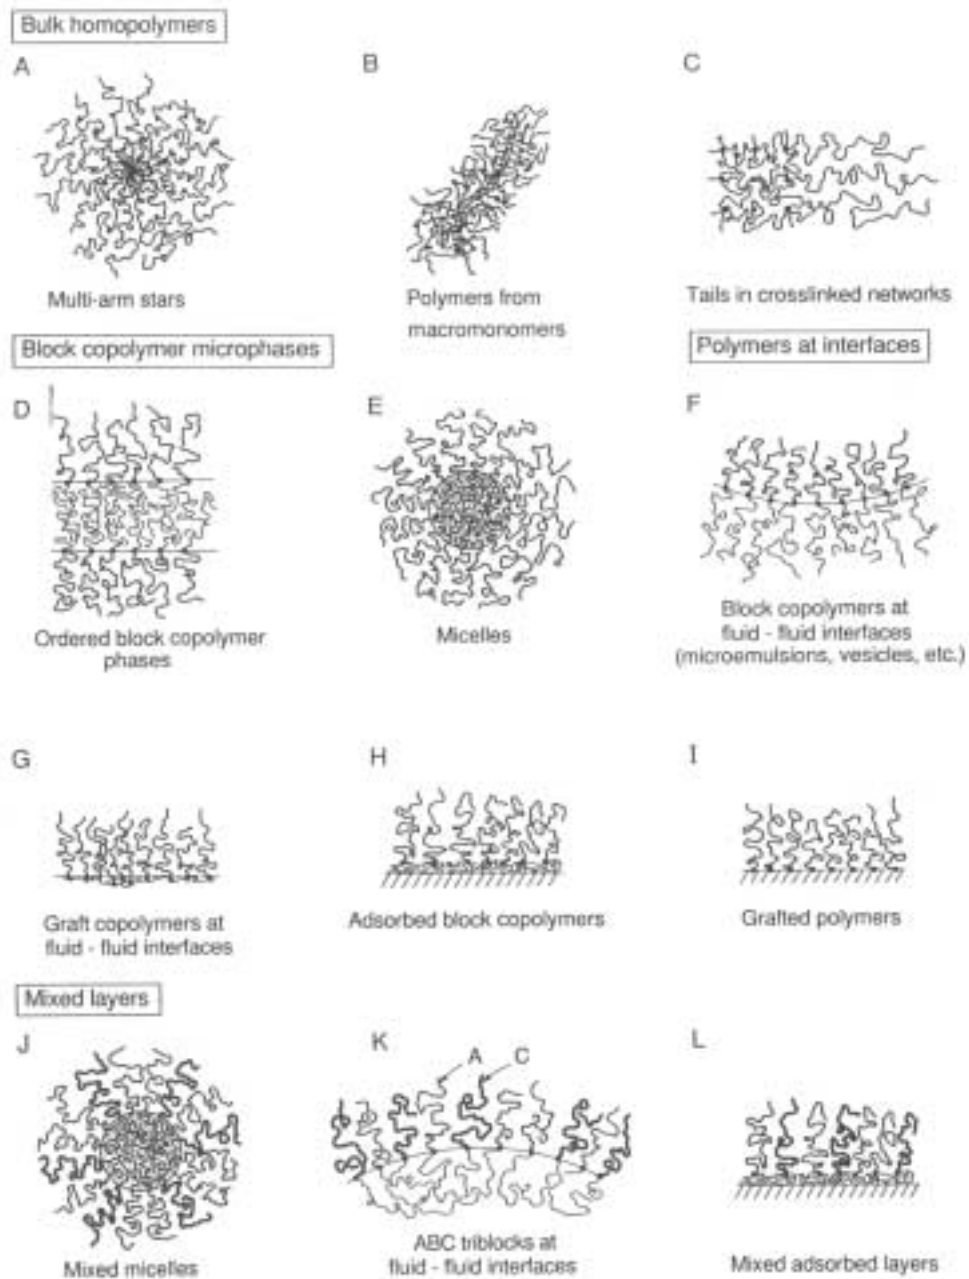 Bulk homopolymers
A
B
C
Multi-arm stars
Polymers from
macromonomers
Tails in crosslinked networks
Block copolymer microphases
Polymers at interfaces
D
E
F
Ordered block copolymer
phases
Micelles
Block copolymers at
fluid - fluid interfaces
(microemulsions, vesicles, etc.)
G
H
I
Graft copolymers at
fluid - fluid interfaces
Adsorbed block copolymers
Grafted polymers
Mixed layers
J
K
L
A
C
Mixed micelles
ABC triblocks at
fluid - fluid interfaces
Mixed adsorbed layers